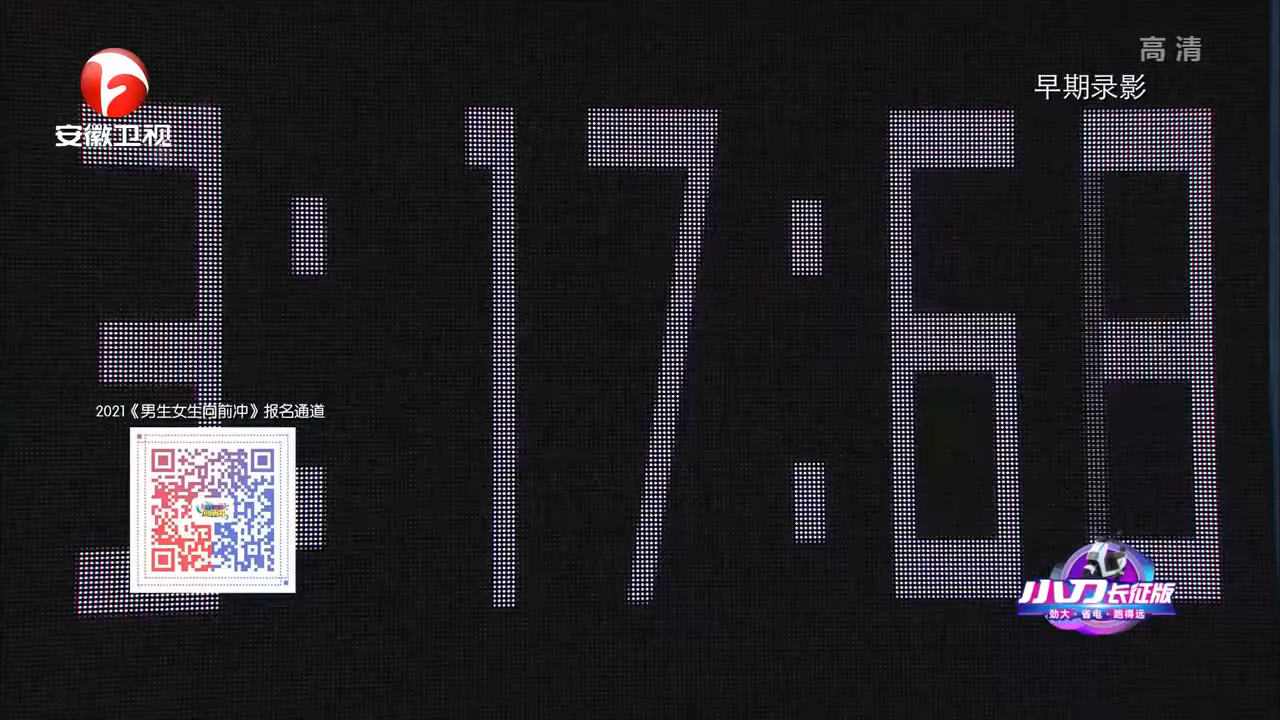 高清
早期录影
安徽卫视
3:17:68
2021《男生女生向前冲》报名通道
小刀长征版
劲大·省电·跑得远